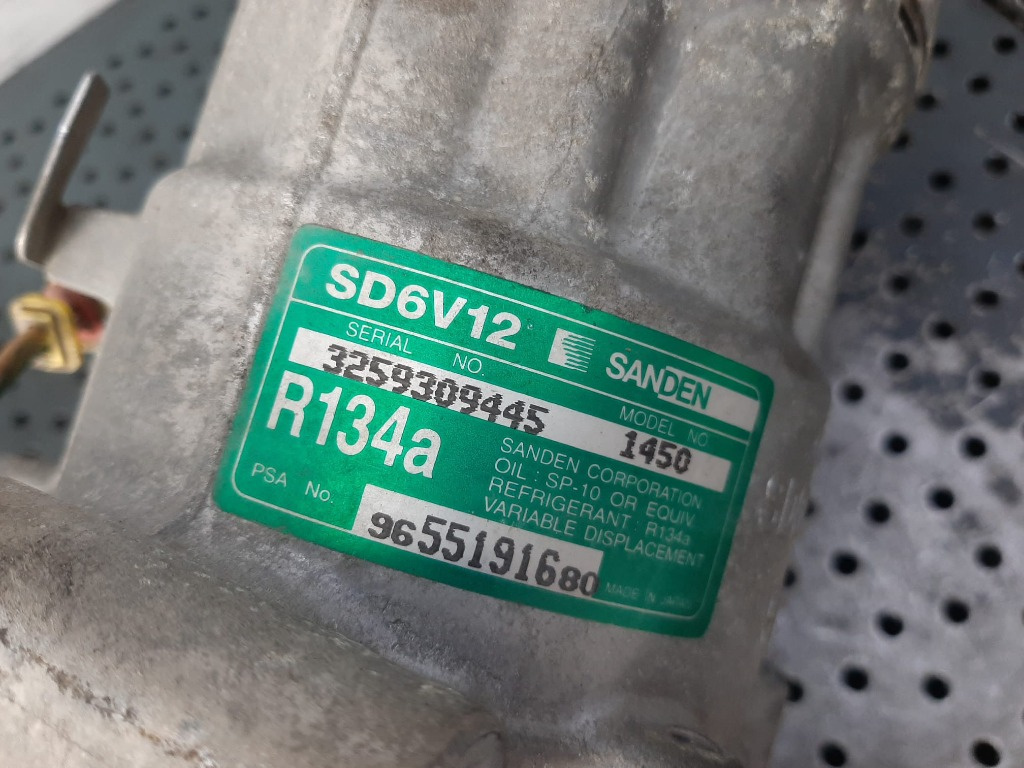 SD6V12 SANDEN
SERIAL NO. MODEL NO
3259309445 1450
R134a
SANDEN CORPORATION
OIL : SP-10 OR EQUIV.
REFRIGERANT : R134a
VARIABLE DISPLACEMENT
PSA No.
9655191680
MADE IN JAPAN